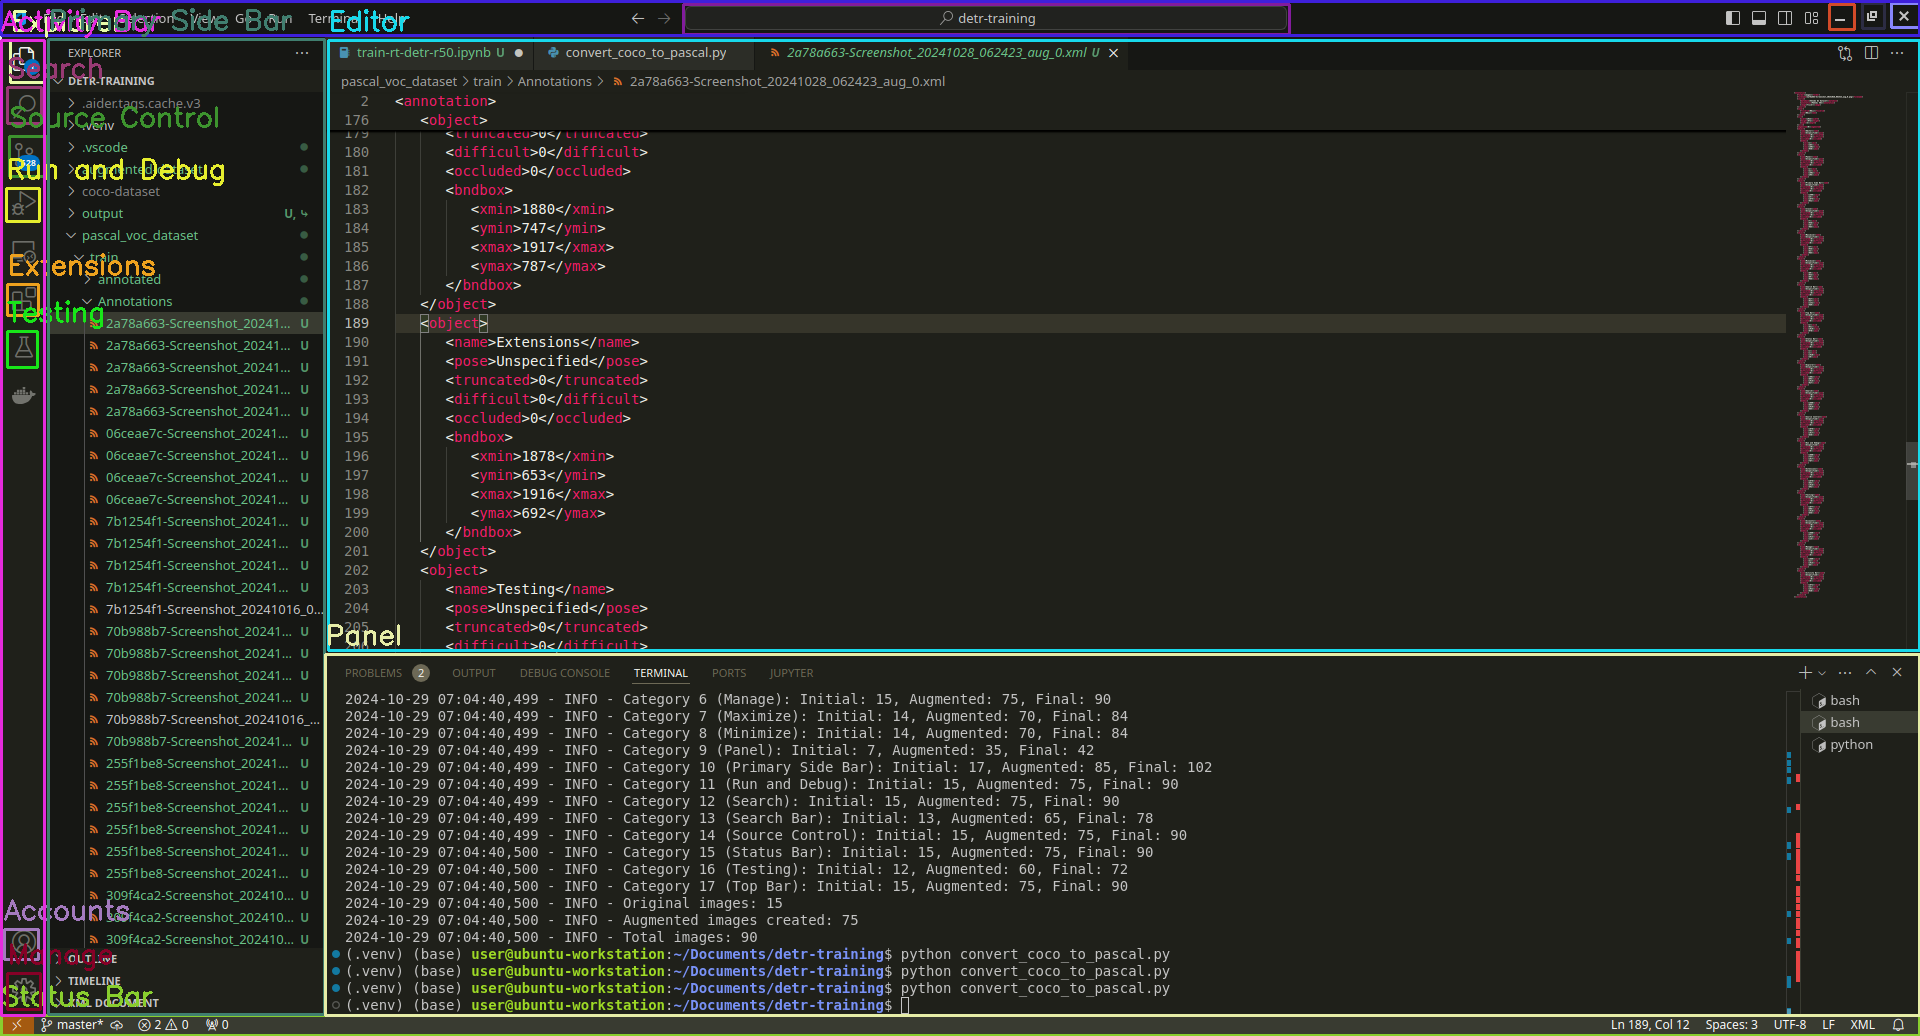 Activity Bar
Primary Side Bar
Editor
Selection View Go Run Terminal Help
detr-training
EXPLORER
train-rt-detr-r50.ipynb U
convert_coco_to_pascal.py
2a78a663-Screenshot_20241028_062423_aug_0.xml U
Search
DETR-TRAINING
pascal_voc_dataset > train > Annotations > 2a78a663-Screenshot_20241028_062423_aug_0.xml
.aider.tags.cache.v3
Source Control
.venv
.vscode
Run and Debug
coco-dataset
output U,
pascal_voc_dataset
train
Extensions
annotated
Annotations
Testing
2a78a663-Screenshot_20241... U
2a78a663-Screenshot_20241... U
2a78a663-Screenshot_20241... U
2a78a663-Screenshot_20241... U
2a78a663-Screenshot_20241... U
06ceae7c-Screenshot_20241... U
06ceae7c-Screenshot_20241... U
06ceae7c-Screenshot_20241... U
06ceae7c-Screenshot_20241... U
7b1254f1-Screenshot_20241... U
7b1254f1-Screenshot_20241... U
7b1254f1-Screenshot_20241... U
7b1254f1-Screenshot_20241... U
7b1254f1-Screenshot_20241016_0...
70b988b7-Screenshot_20241... U
70b988b7-Screenshot_20241... U
70b988b7-Screenshot_20241... U
70b988b7-Screenshot_20241... U
70b988b7-Screenshot_20241016_...
70b988b7-Screenshot_20241... U
255f1be8-Screenshot_20241... U
255f1be8-Screenshot_20241... U
255f1be8-Screenshot_20241... U
255f1be8-Screenshot_20241... U
255f1be8-Screenshot_20241... U
255f1be8-Screenshot_20241... U
309f4ca2-Screenshot_202410... U
Accounts
309f4ca2-Screenshot_202410... U
309f4ca2-Screenshot_202410... U
Manage
OUTLINE
TIMELINE
Status Bar
XML DOCUMENT
2 <annotation>
176 <object>
179 <truncated>0</truncated>
180 <difficult>0</difficult>
181 <occluded>0</occluded>
182 <bndbox>
183 <xmin>1880</xmin>
184 <ymin>747</ymin>
185 <xmax>1917</xmax>
186 <ymax>787</ymax>
187 </bndbox>
188 </object>
189 <object>
190 <name>Extensions</name>
191 <pose>Unspecified</pose>
192 <truncated>0</truncated>
193 <difficult>0</difficult>
194 <occluded>0</occluded>
195 <bndbox>
196 <xmin>1878</xmin>
197 <ymin>653</ymin>
198 <xmax>1916</xmax>
199 <ymax>692</ymax>
200 </bndbox>
201 </object>
202 <object>
203 <name>Testing</name>
204 <pose>Unspecified</pose>
205 <truncated>0</truncated>
<difficult>0</difficult>
Panel
PROBLEMS 2 OUTPUT DEBUG CONSOLE TERMINAL PORTS JUPYTER
2024-10-29 07:04:40,499 - INFO - Category 6 (Manage): Initial: 15, Augmented: 75, Final: 90
2024-10-29 07:04:40,499 - INFO - Category 7 (Maximize): Initial: 14, Augmented: 70, Final: 84
2024-10-29 07:04:40,499 - INFO - Category 8 (Minimize): Initial: 14, Augmented: 70, Final: 84
2024-10-29 07:04:40,499 - INFO - Category 9 (Panel): Initial: 7, Augmented: 35, Final: 42
2024-10-29 07:04:40,499 - INFO - Category 10 (Primary Side Bar): Initial: 17, Augmented: 85, Final: 102
2024-10-29 07:04:40,499 - INFO - Category 11 (Run and Debug): Initial: 15, Augmented: 75, Final: 90
2024-10-29 07:04:40,499 - INFO - Category 12 (Search): Initial: 15, Augmented: 75, Final: 90
2024-10-29 07:04:40,499 - INFO - Category 13 (Search Bar): Initial: 13, Augmented: 65, Final: 78
2024-10-29 07:04:40,499 - INFO - Category 14 (Source Control): Initial: 15, Augmented: 75, Final: 90
2024-10-29 07:04:40,500 - INFO - Category 15 (Status Bar): Initial: 15, Augmented: 75, Final: 90
2024-10-29 07:04:40,500 - INFO - Category 16 (Testing): Initial: 12, Augmented: 60, Final: 72
2024-10-29 07:04:40,500 - INFO - Category 17 (Top Bar): Initial: 15, Augmented: 75, Final: 90
2024-10-29 07:04:40,500 - INFO - Original images: 15
2024-10-29 07:04:40,500 - INFO - Augmented images created: 75
2024-10-29 07:04:40,500 - INFO - Total images: 90
(.venv) (base) user@ubuntu-workstation:~/Documents/detr-training$ python convert_coco_to_pascal.py
(.venv) (base) user@ubuntu-workstation:~/Documents/detr-training$ python convert_coco_to_pascal.py
(.venv) (base) user@ubuntu-workstation:~/Documents/detr-training$ python convert_coco_to_pascal.py
(.venv) (base) user@ubuntu-workstation:~/Documents/detr-training$
bash
bash
python
master* 2 0 0
Ln 189, Col 12 Spaces: 3 UTF-8 LF XML